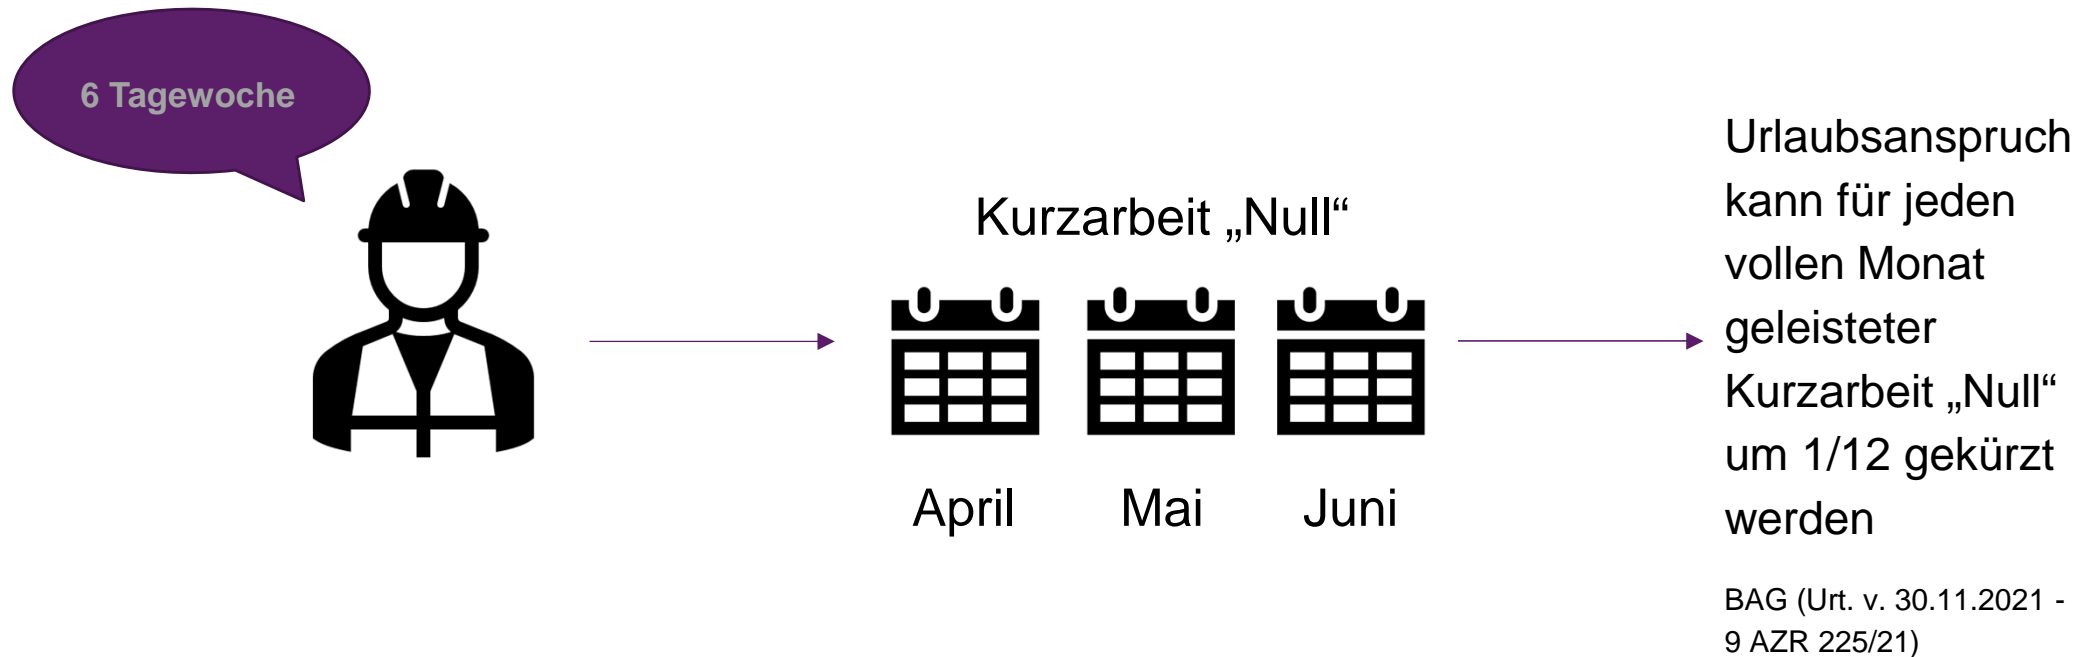 6 Tagewoche
Kurzarbeit „Null“
April
Mai
Juni
Urlaubsanspruch
kann für jeden
vollen Monat
geleisteter
Kurzarbeit „Null“
um 1/12 gekürzt
werden
BAG (Urt. v. 30.11.2021 -
9 AZR 225/21)